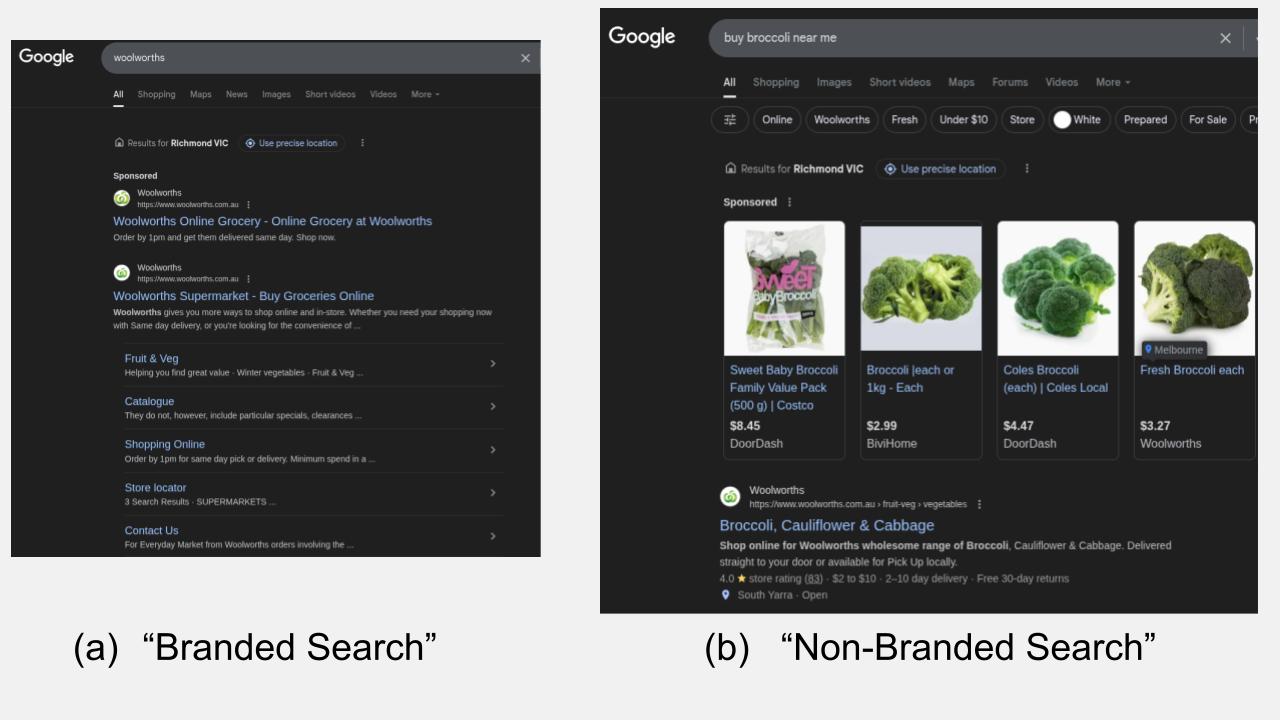 Google
woolworths
All Shopping Maps News Images Short videos Videos More
Results for Richmond VIC Use precise location
Sponsored
Woolworths
https://www.woolworths.com.au
Woolworths Online Grocery - Online Grocery at Woolworths
Order by 1pm and get them delivered same day. Shop now.
Woolworths
https://www.woolworths.com.au
Woolworths Supermarket - Buy Groceries Online
Woolworths gives you more ways to shop online and in-store. Whether you need your shopping now
with Same day delivery, or you're looking for the convenience of ...
Fruit & Veg
Helping you find great value · Winter vegetables · Fruit & Veg ...
Catalogue
They do not, however, include particular specials, clearances ...
Shopping Online
Order by 1pm for same day pick or delivery. Minimum spend in a ...
Store locator
3 Search Results · SUPERMARKETS ...
Contact Us
For Everyday Market from Woolworths orders involving the ...
(a) “Branded Search”
Google
buy broccoli near me
All Shopping Images Short videos Maps Forums Videos More
Online Woolworths Fresh Under $10 Store White Prepared For Sale
Results for Richmond VIC Use precise location
Sponsored
SWEET
BabyBroccoli
Sweet Baby Broccoli
Family Value Pack
(500 g) | Costco
$8.45
DoorDash
Broccoli |each or
1kg - Each
$2.99
BiviHome
Coles Broccoli
(each) | Coles Local
$4.47
DoorDash
Melbourne
Fresh Broccoli each
$3.27
Woolworths
Woolworths
https://www.woolworths.com.au › fruit-veg › vegetables
Broccoli, Cauliflower & Cabbage
Shop online for Woolworths wholesome range of Broccoli, Cauliflower & Cabbage. Delivered
straight to your door or available for Pick Up locally.
4.0 ★ store rating (83) · $2 to $10 · 2–10 day delivery · Free 30-day returns
South Yarra · Open
(b) “Non-Branded Search”